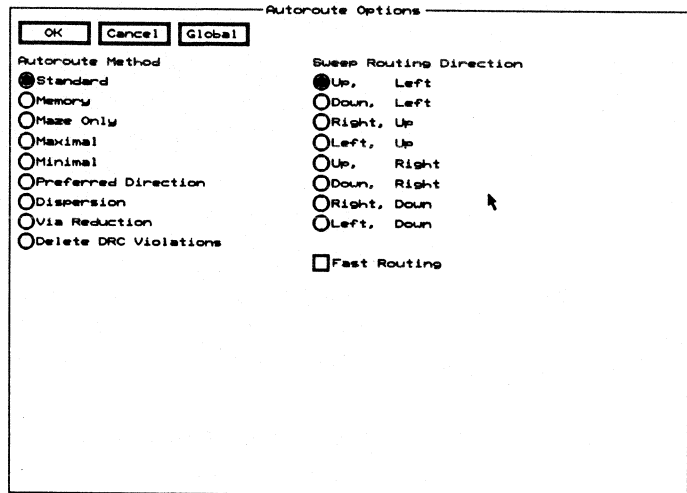 Autoroute Options
OK Cancel Global
Autoroute Method
Standard
Memory
Maze Only
Maximal
Minimal
Preferred Direction
Dispersion
Via Reduction
Delete DRC Violations
Sweep Routing Direction
Up, Left
Down, Left
Right, Up
Left, Up
Up, Right
Down, Right
Right, Down
Left, Down
Fast Routing